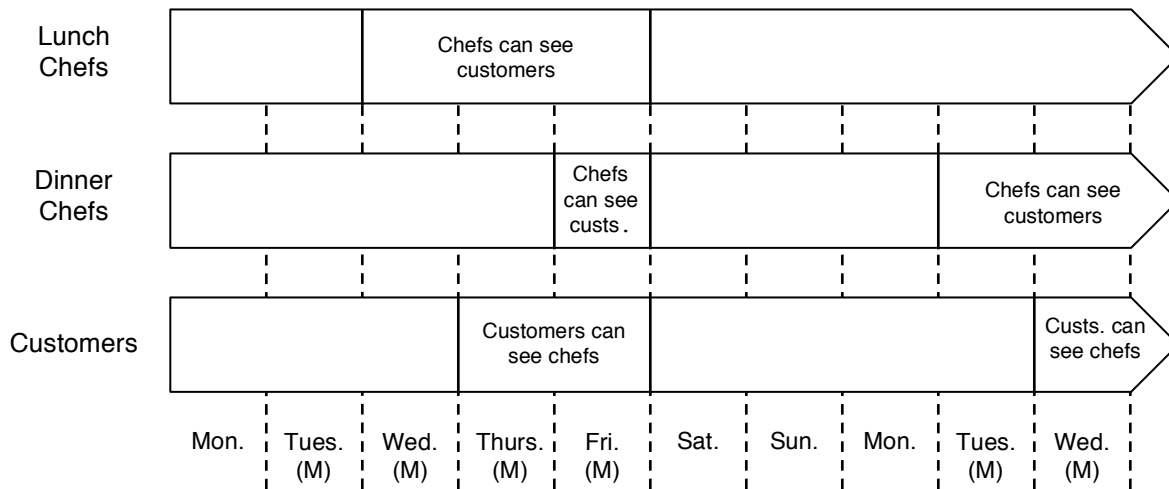 Lunch
Chefs
Chefs can see
customers
Dinner
Chefs
Chefs
can see
custs.
Chefs can see
customers
Customers
Customers can
see chefs
Custs. can
see chefs
Mon. Tues. Wed. Thurs. Fri. Sat. Sun. Mon. Tues. Wed.
(M) (M) (M) (M) (M) (M)